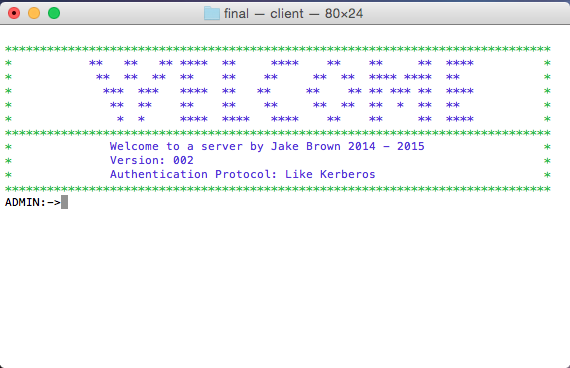 final — client — 80×24
WELCOME
Welcome to a server by Jake Brown 2014 - 2015
Version: 002
Authentication Protocol: Like Kerberos
ADMIN:->